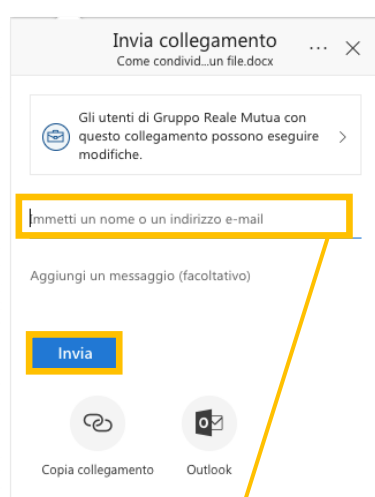 Invia collegamento
Come condivid...un file.docx
Gli utenti di Gruppo Reale Mutua con
questo collegamento possono eseguire
modifiche.
Immetti un nome o un indirizzo e-mail
Aggiungi un messaggio (facoltativo)
Invia
Copia collegamento
Outlook